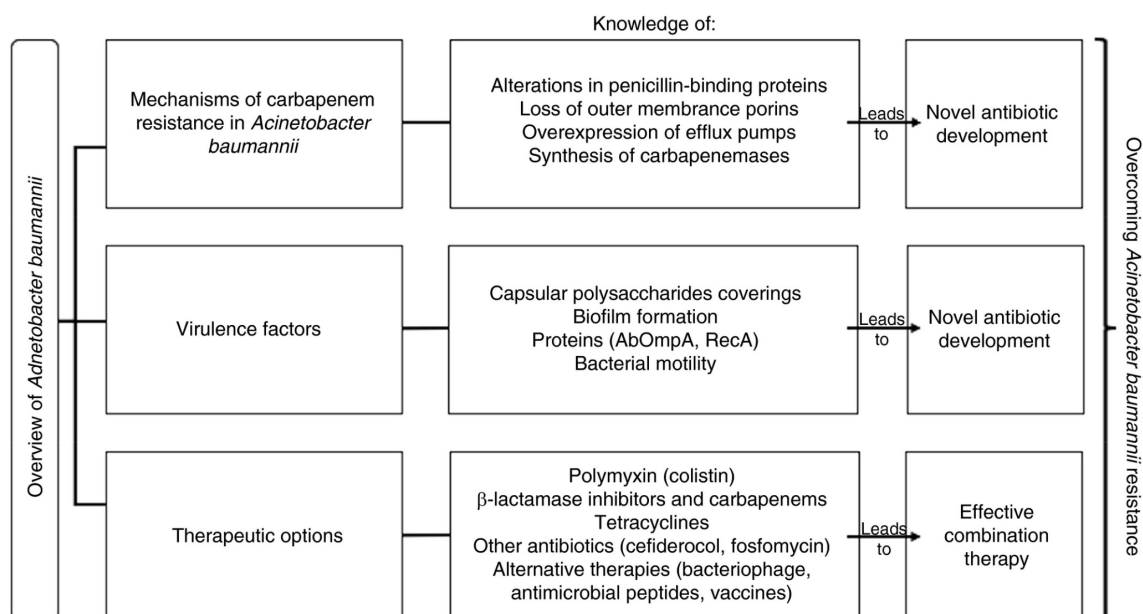 Knowledge of:
Overview of Adnetobacter baumannii
Mechanisms of carbapenem
resistance in Acinetobacter
baumannii
Alterations in penicillin-binding proteins
Loss of outer membrance porins
Overexpression of efflux pumps
Synthesis of carbapenemases
Leads
to
Novel antibiotic
development
Virulence factors
Capsular polysaccharides coverings
Biofilm formation
Proteins (AbOmpA, RecA)
Bacterial motility
Leads
to
Novel antibiotic
development
Therapeutic options
Polymyxin (colistin)
β-lactamase inhibitors and carbapenems
Tetracyclines
Other antibiotics (cefiderocol, fosfomycin)
Alternative therapies (bacteriophage,
antimicrobial peptides, vaccines)
Leads
to
Effective
combination
therapy
Overcoming Acinetobacter baumannii resistance